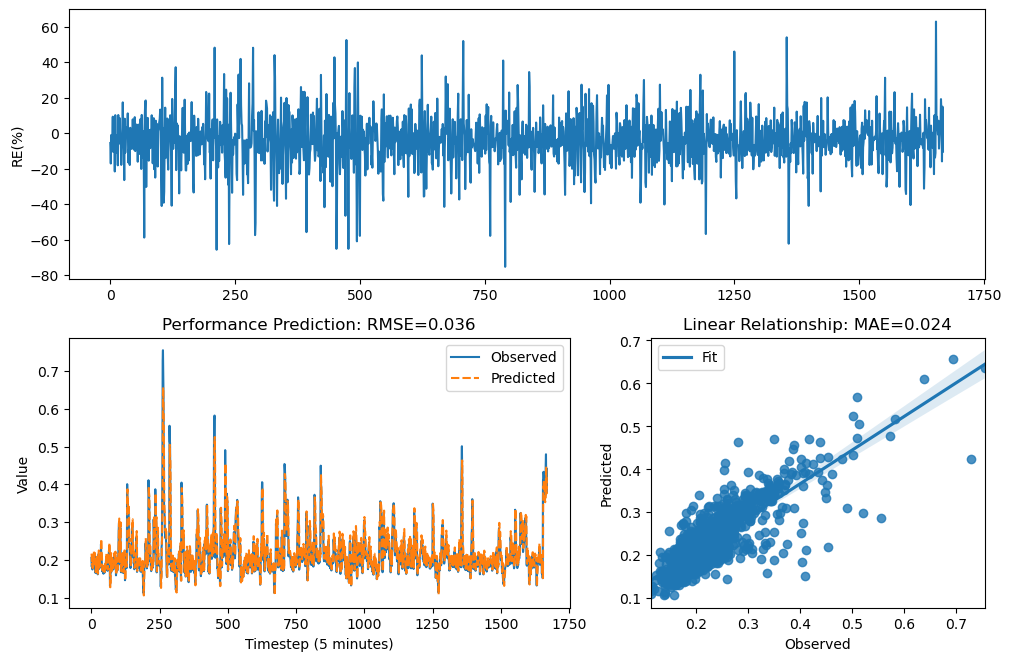 60
40
20
0
−20
−40
−60
−80
RE(%)
0 250 500 750 1000 1250 1500 1750
Performance Prediction: RMSE=0.036
Observed
Predicted
0.7
0.6
0.5
0.4
0.3
0.2
0.1
Value
0 250 500 750 1000 1250 1500 1750
Timestep (5 minutes)
Linear Relationship: MAE=0.024
Fit
0.7
0.6
0.5
0.4
0.3
0.2
0.1
Predicted
0.2 0.3 0.4 0.5 0.6 0.7
Observed